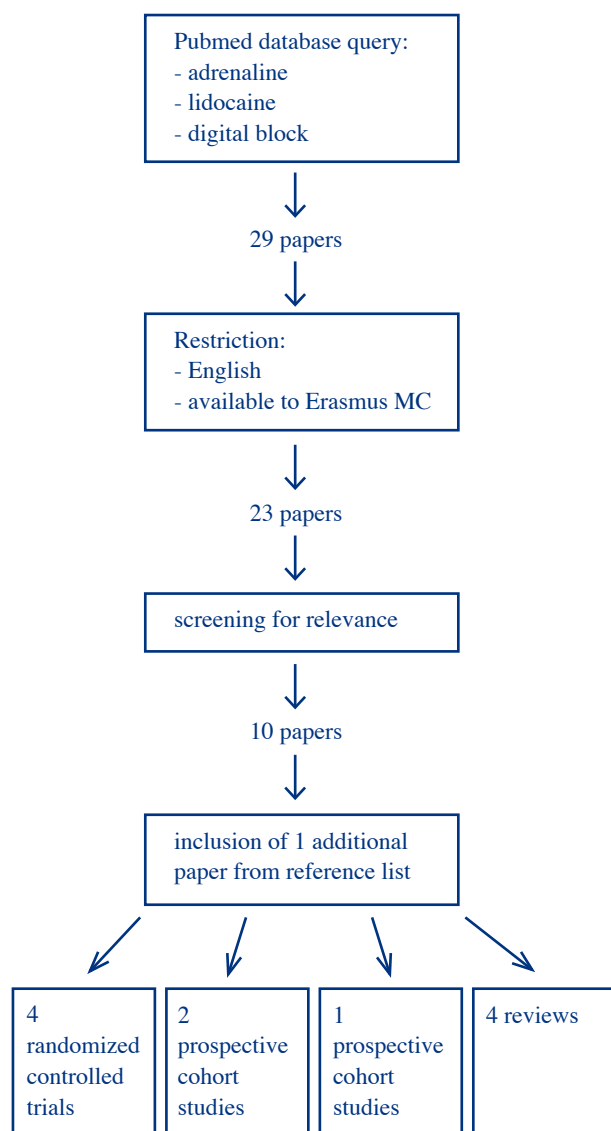 Pubmed database query:
- adrenaline
- lidocaine
- digital block
29 papers
Restriction:
- English
- available to Erasmus MC
23 papers
screening for relevance
10 papers
inclusion of 1 additional
paper from reference list
4
randomized
controlled
trials
2
prospective
cohort
studies
1
prospective
cohort
studies
4 reviews